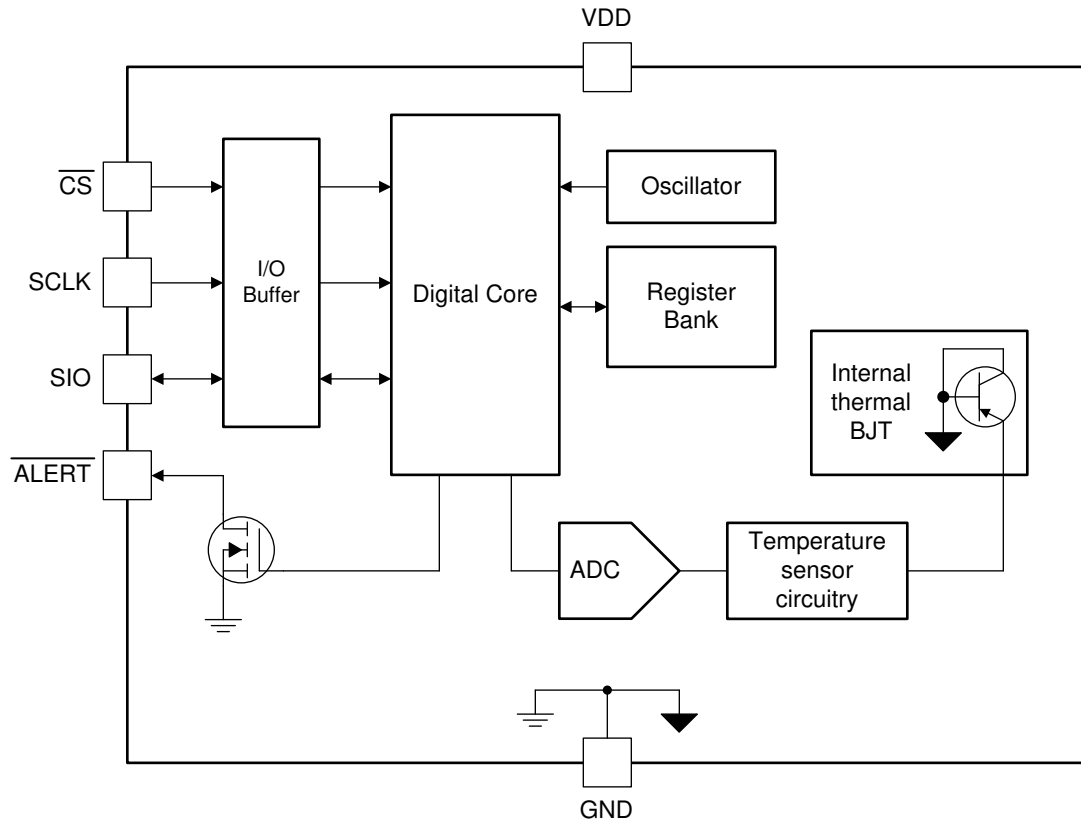 VDD
CS
SCLK
SIO
ALERT
I/O
Buffer
Digital Core
Oscillator
Register
Bank
Internal
thermal
BJT
ADC
Temperature
sensor
circuitry
GND